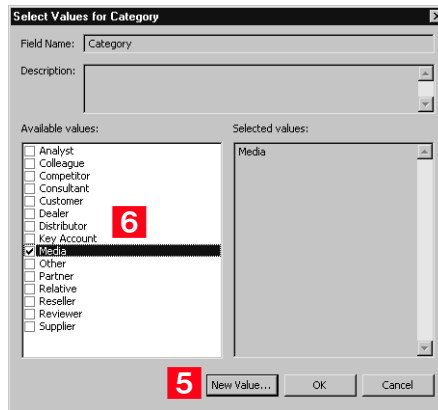 Select Values for Category
Field Name: Category
Description:
Available values:
Selected values:
Analyst
Colleague
Competitor
Consultant
Customer
Dealer
Distributor
Key Account
Media
Other
Partner
Relative
Reseller
Reviewer
Supplier
6
Media
5
New Value...
OK
Cancel